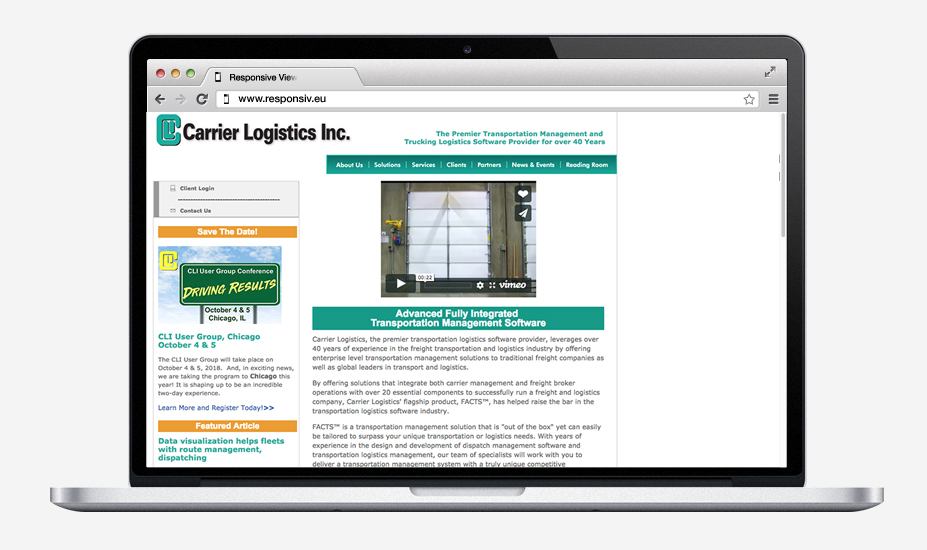 Responsive View
www.responsiv.eu
CLI Carrier Logistics Inc.
The Premier Transportation Management and
Trucking Logistics Software Provider for over 40 Years
About Us | Solutions | Services | Clients | Partners | News & Events | Reading Room
Client Login
Contact Us
Save The Date!
CLI User Group Conference
DRIVING RESULTS
October 4 & 5
Chicago, IL
CLI User Group, Chicago
October 4 & 5
The CLI User Group will take place on
October 4 & 5, 2018. And, in exciting news,
we are taking the program to Chicago this
year! It is shaping up to be an incredible
two-day experience.
Learn More and Register Today!>>
Featured Article
Data visualization helps fleets
with route management,
dispatching
00:22
vimeo
Advanced Fully Integrated
Transportation Management Software
Carrier Logistics, the premier transportation logistics software provider, leverages over
40 years of experience in the freight transportation and logistics industry by offering
enterprise level transportation management solutions to traditional freight companies as
well as global leaders in transport and logistics.
By offering solutions that integrate both carrier management and freight broker
operations with over 20 essential components to successfully run a freight and logistics
company, Carrier Logistics' flagship product, FACTS™, has helped raise the bar in the
transportation logistics software industry.
FACTS™ is a transportation management solution that is "out of the box" yet can easily
be tailored to surpass your unique transportation or logistics needs. With years of
experience in the design and development of dispatch management software and
transportation logistics management, our team of specialists will work with you to
deliver a transportation management system with a truly unique competitive